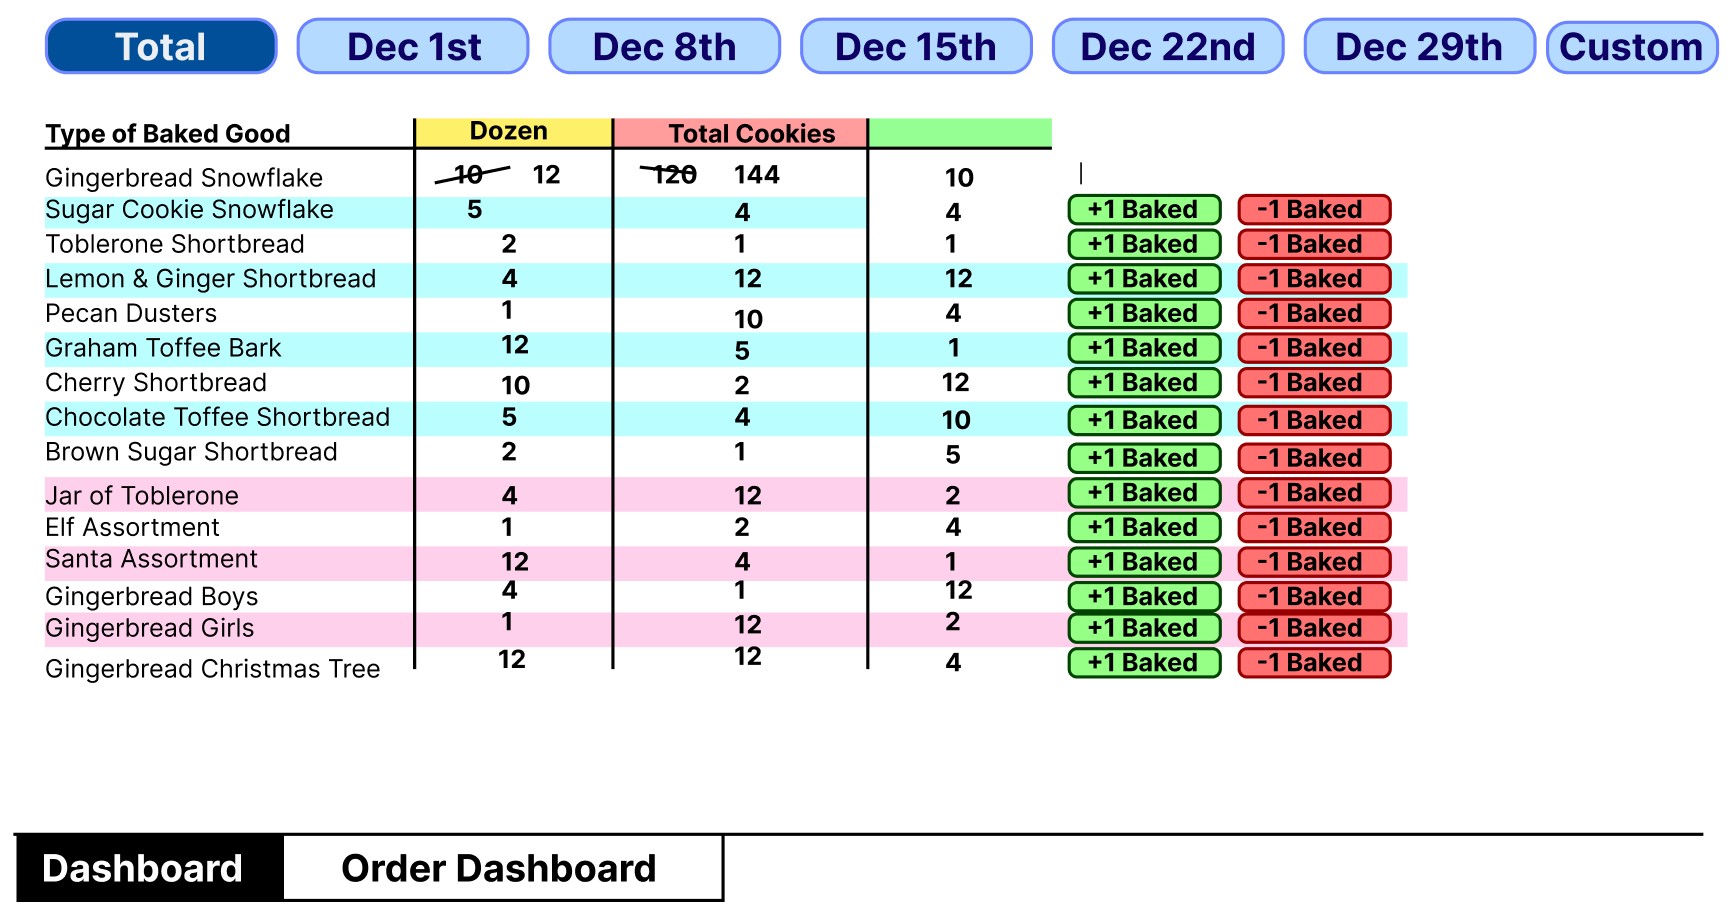 Total Dec 1st Dec 8th Dec 15th Dec 22nd Dec 29th Custom
Type of Baked Good Dozen Total Cookies
Gingerbread Snowflake 10 12 120 144 10
Sugar Cookie Snowflake 5 4 4 +1 Baked -1 Baked
Toblerone Shortbread 2 1 1 +1 Baked -1 Baked
Lemon & Ginger Shortbread 4 12 12 +1 Baked -1 Baked
Pecan Dusters 1 10 4 +1 Baked -1 Baked
Graham Toffee Bark 12 5 1 +1 Baked -1 Baked
Cherry Shortbread 10 2 12 +1 Baked -1 Baked
Chocolate Toffee Shortbread 5 4 10 +1 Baked -1 Baked
Brown Sugar Shortbread 2 1 5 +1 Baked -1 Baked
Jar of Toblerone 4 12 2 +1 Baked -1 Baked
Elf Assortment 1 2 4 +1 Baked -1 Baked
Santa Assortment 12 4 1 +1 Baked -1 Baked
Gingerbread Boys 4 1 12 +1 Baked -1 Baked
Gingerbread Girls 1 12 2 +1 Baked -1 Baked
Gingerbread Christmas Tree 12 12 4 +1 Baked -1 Baked
Dashboard Order Dashboard